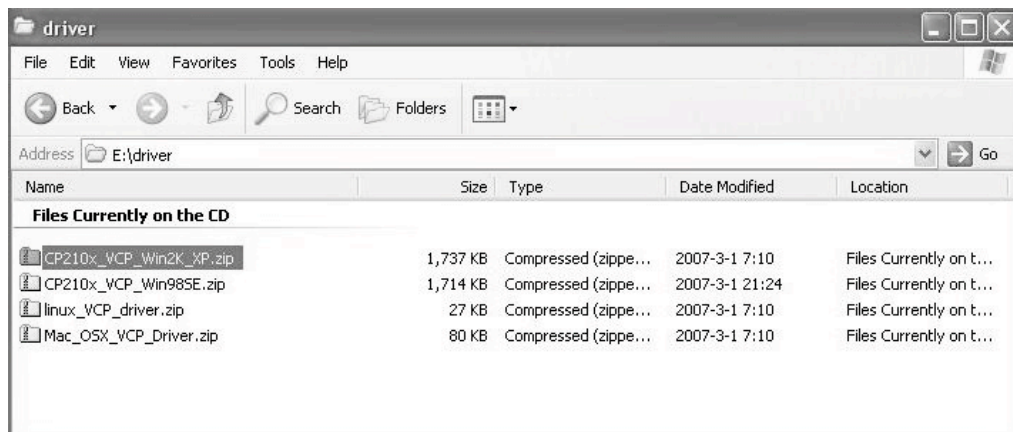 driver
File Edit View Favorites Tools Help
Back Search Folders
Address E:\driver Go
Name Size Type Date Modified Location
Files Currently on the CD
CP210x_VCP_Win2K_XP.zip 1,737 KB Compressed (zippe... 2007-3-1 7:10 Files Currently on t...
CP210x_VCP_Win98SE.zip 1,714 KB Compressed (zippe... 2007-3-1 21:24 Files Currently on t...
linux_VCP_driver.zip 27 KB Compressed (zippe... 2007-3-1 7:10 Files Currently on t...
Mac_OSX_VCP_Driver.zip 80 KB Compressed (zippe... 2007-3-1 7:10 Files Currently on t...